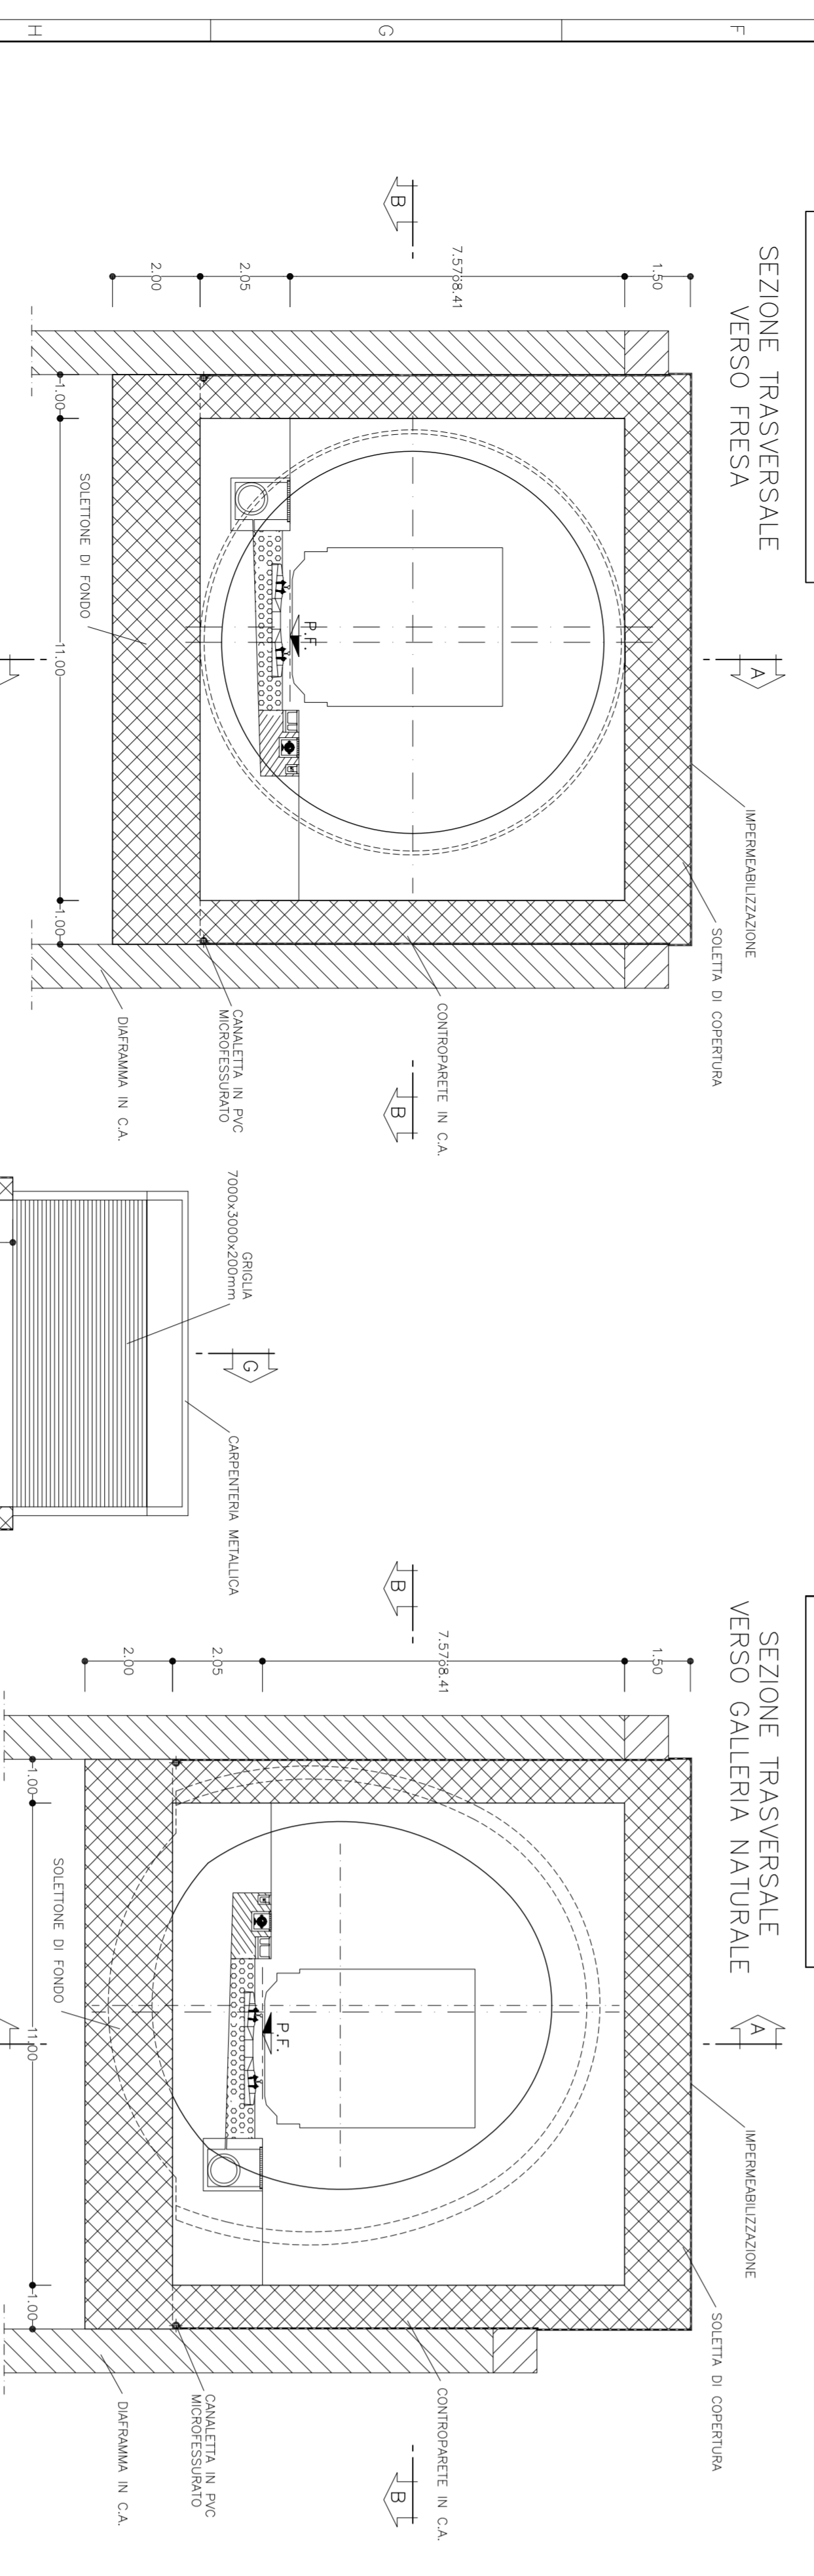 H
G
F
SEZIONE TRASVERSALE
VERSO FRESA
B
A
1.50
7.57÷8.41
2.05
2.00
P.F.
1.00
11.00
1.00
SOLETTONE DI FONDO
IMPERMEABILIZZAZIONE
SOLETTA DI COPERTURA
CONTROPARETE IN C.A.
CANALETTA IN PVC
MICROFESSURATO
DIAFRAMMA IN C.A.
B
GRIGLIA
7000x3000x200mm
G
CARPENTERIA METALLICA
SEZIONE TRASVERSALE
VERSO GALLERIA NATURALE
B
A
1.50
7.57÷8.41
2.05
2.00
P.F.
1.00
11.00
1.00
SOLETTONE DI FONDO
IMPERMEABILIZZAZIONE
SOLETTA DI COPERTURA
CONTROPARETE IN C.A.
CANALETTA IN PVC
MICROFESSURATO
DIAFRAMMA IN C.A.
B